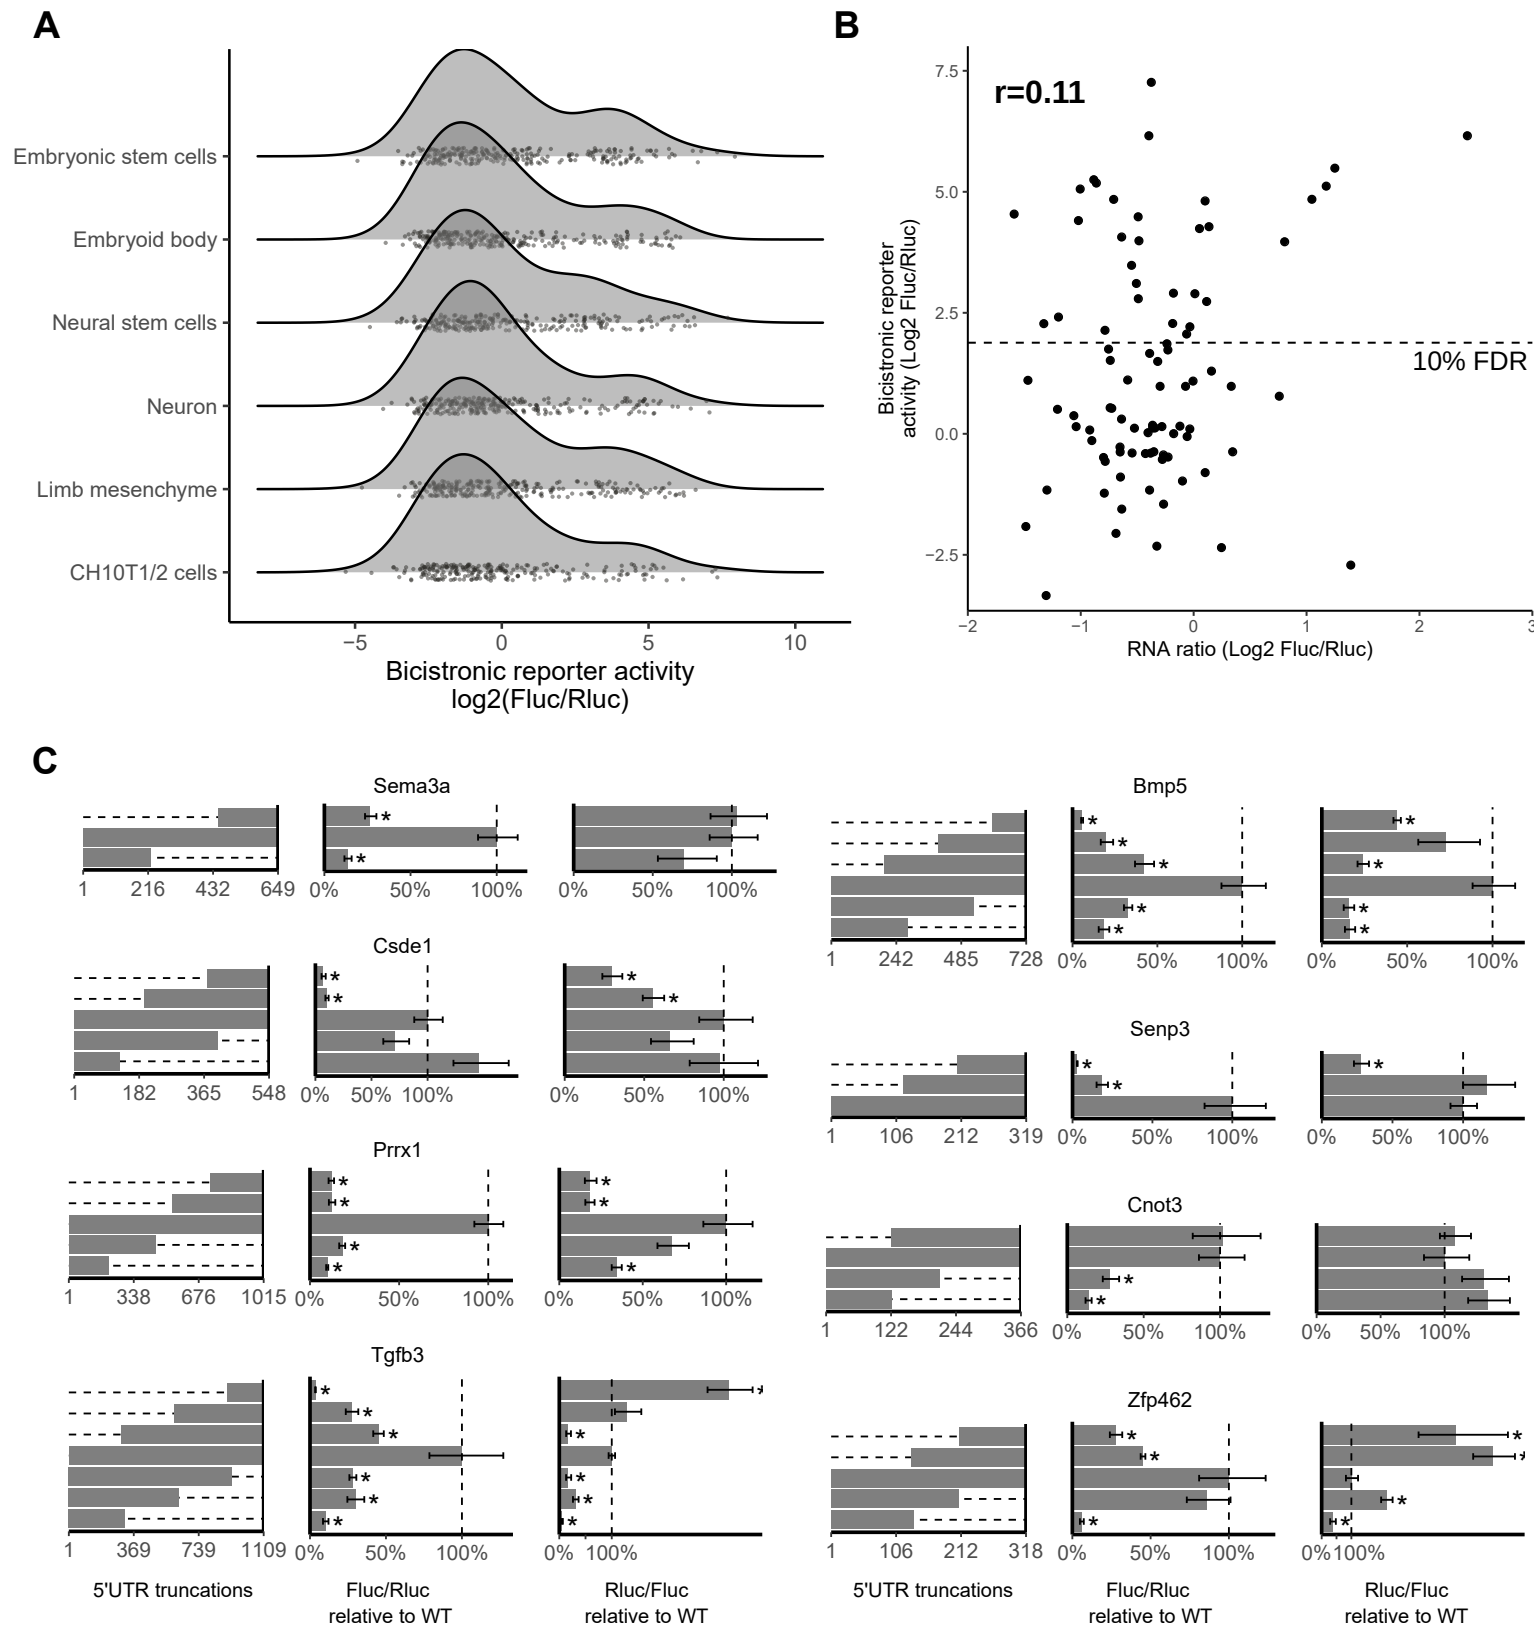 A
Embryonic stem cells
Embryoid body
Neural stem cells
Neuron
Limb mesenchyme
CH10T1/2 cells
−5 0 5 10
Bicistronic reporter activity
log2(Fluc/Rluc)
B
r=0.11
10% FDR
7.5
5.0
2.5
0.0
−2.5
Bicistronic reporter
activity (Log2 Fluc/Rluc)
−2 −1 0 1 2 3
RNA ratio (Log2 Fluc/Rluc)
C
Sema3a
* *
1 216 432 649
0% 50% 100%
0% 50% 100%
Csde1
* *
* *
1 182 365 548
0% 50% 100%
0% 50% 100%
Prrx1
* * * *
* * *
1 338 676 1015
0% 50% 100%
0% 50% 100%
Tgfb3
* * * * * *
* * * * *
1 369 739 1109
0% 50% 100%
0% 100%
5'UTR truncations
Fluc/Rluc
relative to WT
Rluc/Fluc
relative to WT
Bmp5
* * * * *
* * * *
1 242 485 728
0% 50% 100%
0% 50% 100%
Senp3
* *
*
1 106 212 319
0% 50% 100%
0% 50% 100%
Cnot3
* *
1 122 244 366
0% 50% 100%
0% 50% 100%
Zfp462
* * *
* * * *
1 106 212 318
0% 50% 100%
0% 100%
5'UTR truncations
Fluc/Rluc
relative to WT
Rluc/Fluc
relative to WT